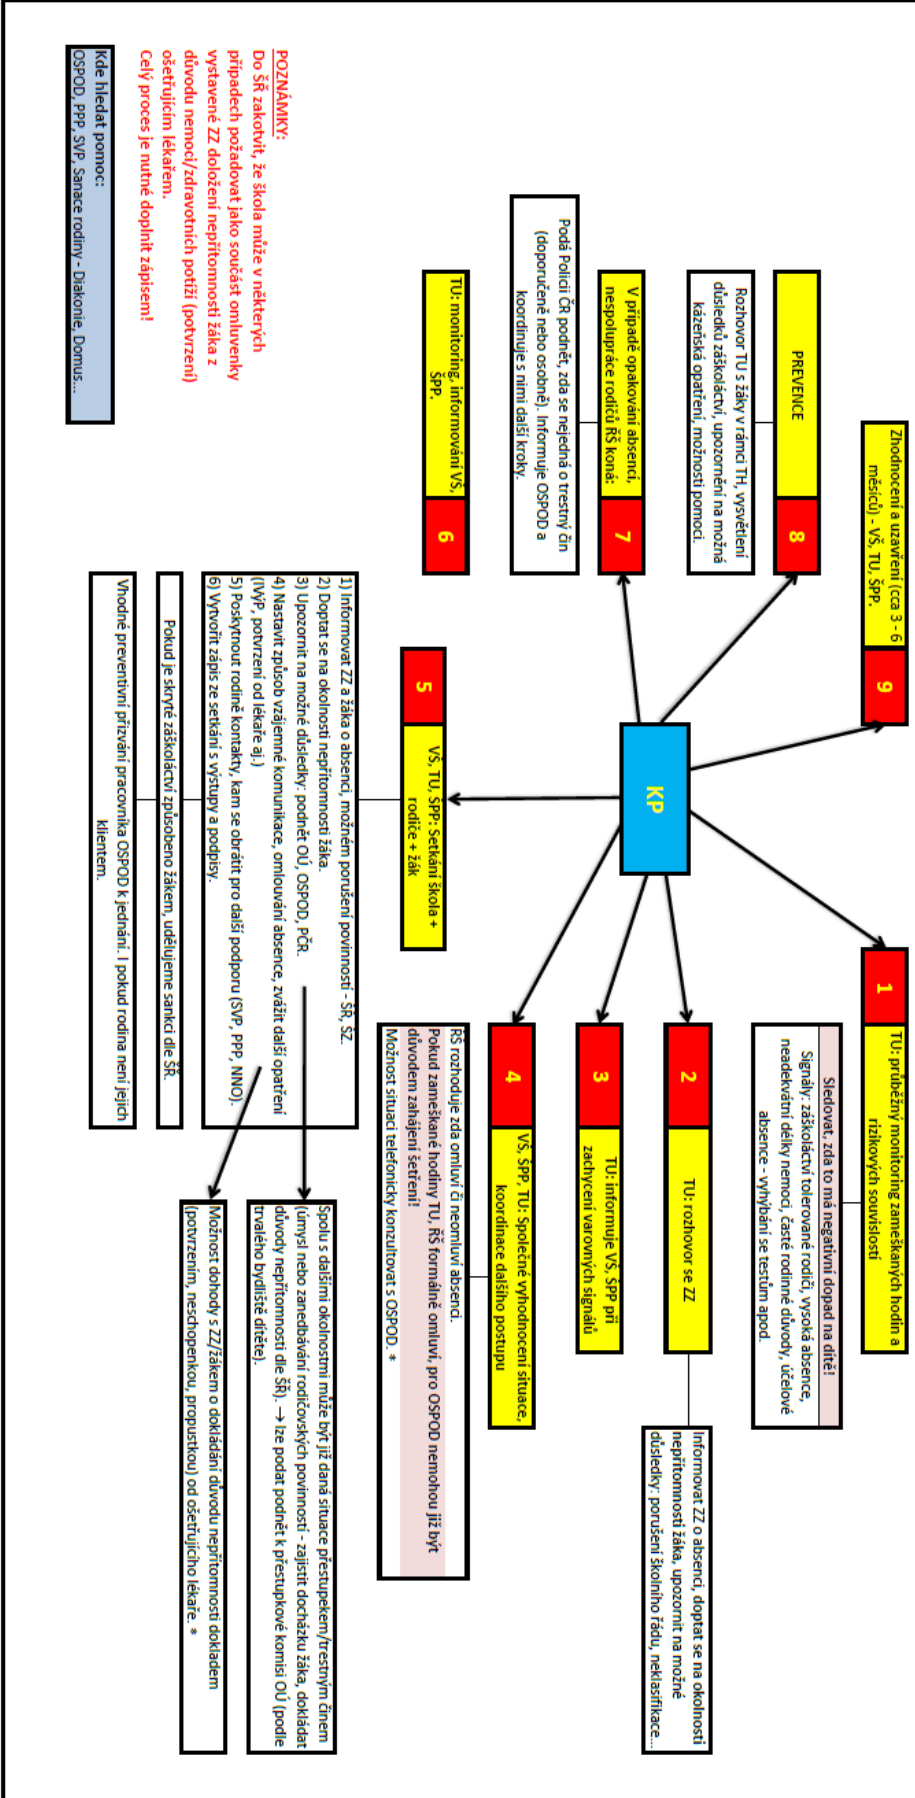 Zhodnocení a uzavření (cca 3 - 6
měsíců) - VŠ, TU, ŠPP.
9
1
TU: průběžný monitoring zameškaných hodin a
rizikových souvislostí
Sledovat, zda to má negativní dopad na dítě!
Signály: záškoláctví tolerované rodiči, vysoká absence,
neadekvátní délky nemoci, časté rodinné důvody, účelové
absence - vyhýbání se testům apod.
PREVENCE
8
Rozhovor TU s žáky v rámci TH, vysvětlení
důsledků záškoláctví, upozornění na možná
kázeňská opatření, možnosti pomoci.
KP
2
TU: rozhovor se ZZ
Informovat ZZ o absenci, doptat se na okolnosti
nepřítomnosti žáka, upozornit na možné
důsledky: porušení školního řádu, neklasifikace...
V případě opakování absencí,
nespolupráce rodičů ŘŠ koná:
7
Podá Policii ČR podnět, zda se nejedná o trestný čin
(doporučeně nebo osobně). Informuje OSPOD a
koordinuje s nimi další kroky.
3
TU: informuje VŠ, ŠPP při
zachycení varovných signálů
TU: monitoring, informování VŠ,
ŠPP.
6
5
VŠ, TU, ŠPP: Setkání škola +
rodiče + žák
4
VŠ, ŠPP, TU: Společné vyhodnocení situace,
koordinace dalšího postupu
ŘŠ rozhoduje zda omluví či neomluví absenci.
Pokud zameškané hodiny TU, ŘŠ formálně omluví, pro OSPOD nemohou již být
důvodem zahájení šetření!
Možnost situaci telefonicky konzultovat s OSPOD. *
1) Informovat ZZ a žáka o absenci, možném porušení povinností - ŠŘ, ŠZ.
2) Doptat se na okolnosti nepřítomnosti žáka.
3) Upozornit na možné důsledky: podnět OÚ, OSPOD, PČR.
4) Nastavit způsob vzájemné komunikace, omlouvání absence, zvážit další opatření
(IVýP, potvrzení od lékaře aj.)
5) Poskytnout rodině kontakty, kam se obrátit pro další podporu (SVP, PPP, NNO).
6) Vytvořit zápis ze setkání s výstupy a podpisy.
Spolu s dalšími okolnostmi může být již daná situace přestupekem/trestným činem
(úmysl nebo zanedbávání rodičovských povinností - zajistit docházku žáka, dokládat
důvody nepřítomnosti dle ŠŘ). → lze podat podnět k přestupkové komisi OÚ (podle
trvalého bydliště dítěte).
Pokud je skryté záškoláctví způsobeno žákem, udělujeme sankci dle ŠŘ.
Možnost dohody s ZZ/žákem o dokládání důvodu nepřítomnosti dokladem
(potvrzením, neschopenkou, propustkou) od ošetřujícího lékaře. *
Vhodné preventivní přizvání pracovníka OSPOD k jednání. I pokud rodina není jejich
klientem.
POZNÁMKY:
Do ŠŘ zakotvit, že škola může v některých
případech požadovat jako součást omluvenky
vystavené ZZ doložení nepřítomnosti žáka z
důvodu nemoci/zdravotních potíží (potvrzení)
ošetřujícím lékařem.
Celý proces je nutné doplnit zápisem!
Kde hledat pomoc:
OSPOD, PPP, SVP, Sanace rodiny - Diakonie, Domus...